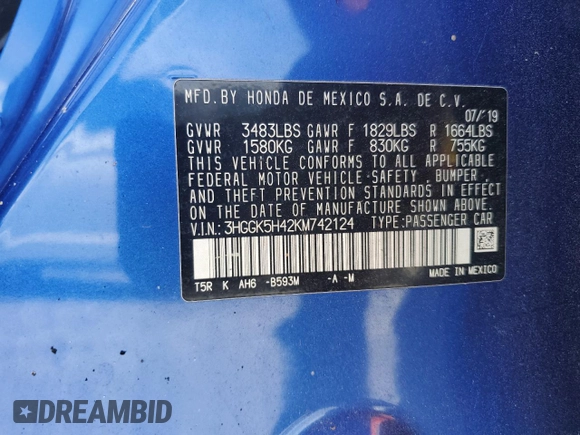 MFD. BY HONDA DE MEXICO S.A. DE C.V.
07/'19
GVWR 3483LBS GAWR F 1829LBS R 1664LBS
GVWR 1580KG GAWR F 830KG R 755KG
THIS VEHICLE CONFORMS TO ALL APPLICABLE
FEDERAL MOTOR VEHICLE SAFETY BUMPER,
AND THEFT PREVENTION STANDARDS IN EFFECT
ON THE DATE OF MANUFACTURE SHOWN ABOVE.
V.I.N.: 3HGGK5H42KM742124 TYPE: PASSENGER CAR
T5R K AH6 -B593M -A -M MADE IN MEXICO
DREAMBID